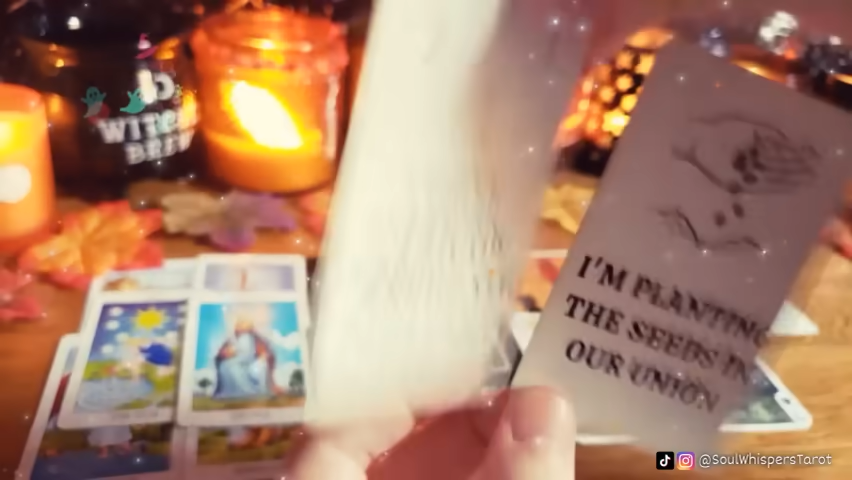 WITCH
BREW
I'M PLANTING
THE SEEDS IN
OUR UNION
@SoulWhispersTarot